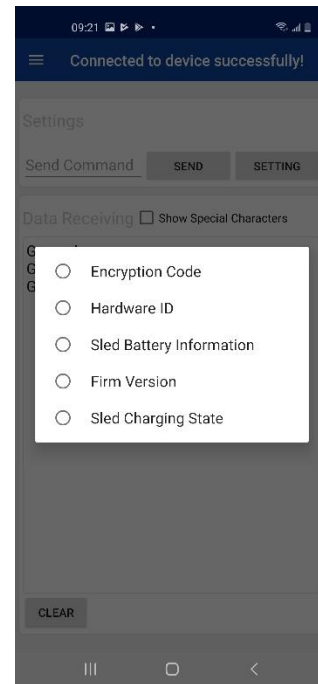 09:21
Connected to device successfully!
Settings
Send Command SEND SETTING
Data Receiving Show Special Characters
G
G
G
Encryption Code
Hardware ID
Sled Battery Information
Firm Version
Sled Charging State
CLEAR